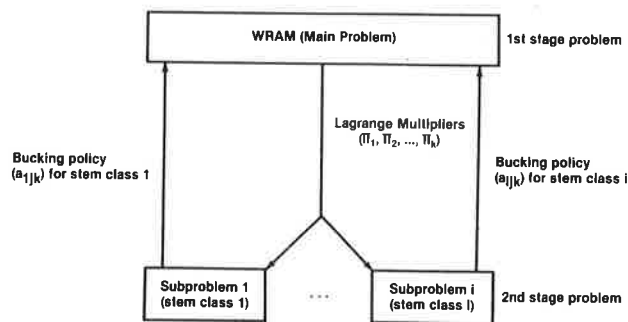 WRAM (Main Problem)
1st stage problem
Lagrange Multipliers
(Π₁, Π₂, ..., Πₖ)
Bucking policy
(a₁jk) for stem class 1
Bucking policy
(aijk) for stem class i
Subproblem 1
(stem class 1)
...
Subproblem i
(stem class I)
2nd stage problem